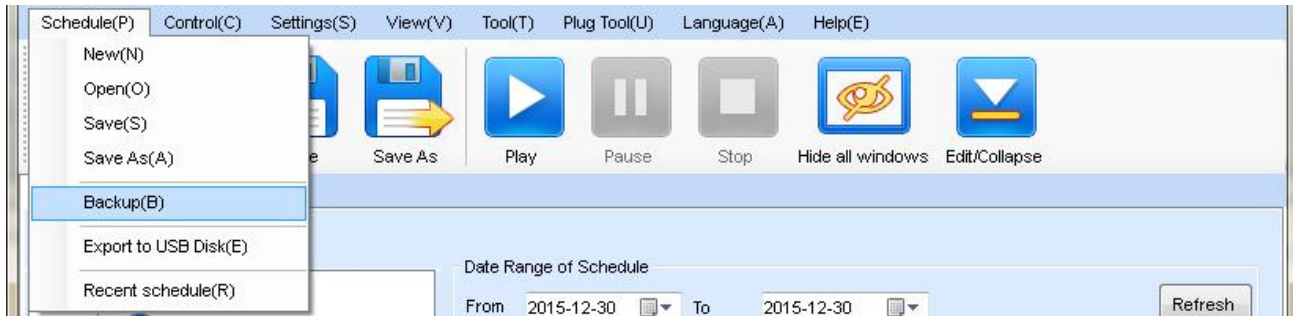 Schedule(P) Control(C) Settings(S) View(V) Tool(T) Plug Tool(U) Language(A) Help(E)
New(N)
Open(O)
Save(S)
Save As(A)
Backup(B)
Export to USB Disk(E)
Recent schedule(R)
Save As Play Pause Stop Hide all windows Edit/Collapse
Date Range of Schedule
From 2015-12-30 To 2015-12-30 Refresh